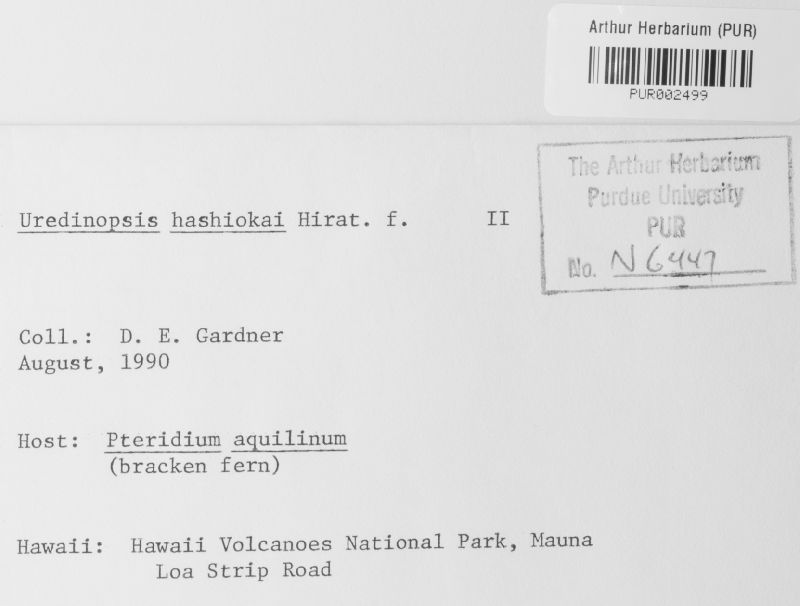 Arthur Herbarium (PUR)
PUR002499
The Arthur Herbarium
Purdue University
PUR
No. N6447
Uredinopsis hashiokai Hirat. f. II
Coll.: D. E. Gardner
August, 1990
Host: Pteridium aquilinum
(bracken fern)
Hawaii: Hawaii Volcanoes National Park, Mauna
Loa Strip Road